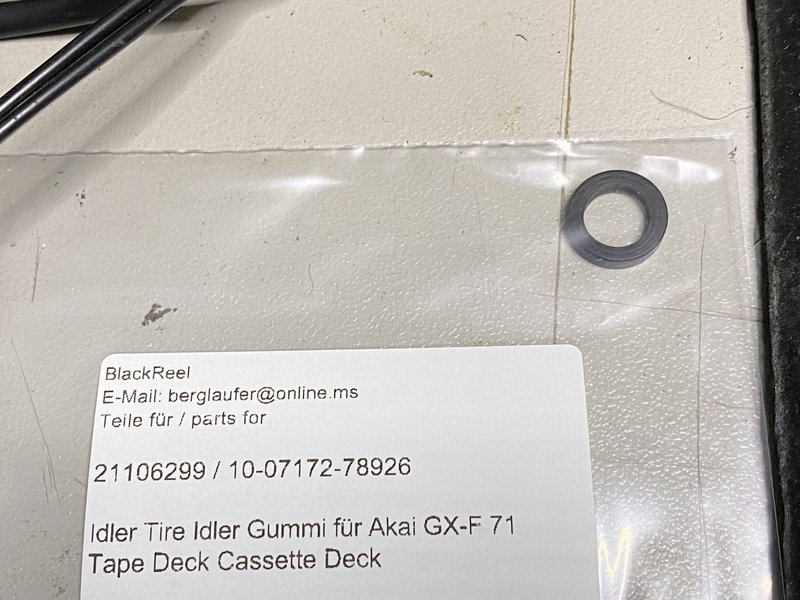 BlackReel
E-Mail: berglaufer@online.ms
Teile für / parts for
21106299 / 10-07172-78926
Idler Tire Idler Gummi für Akai GX-F 71
Tape Deck Cassette Deck